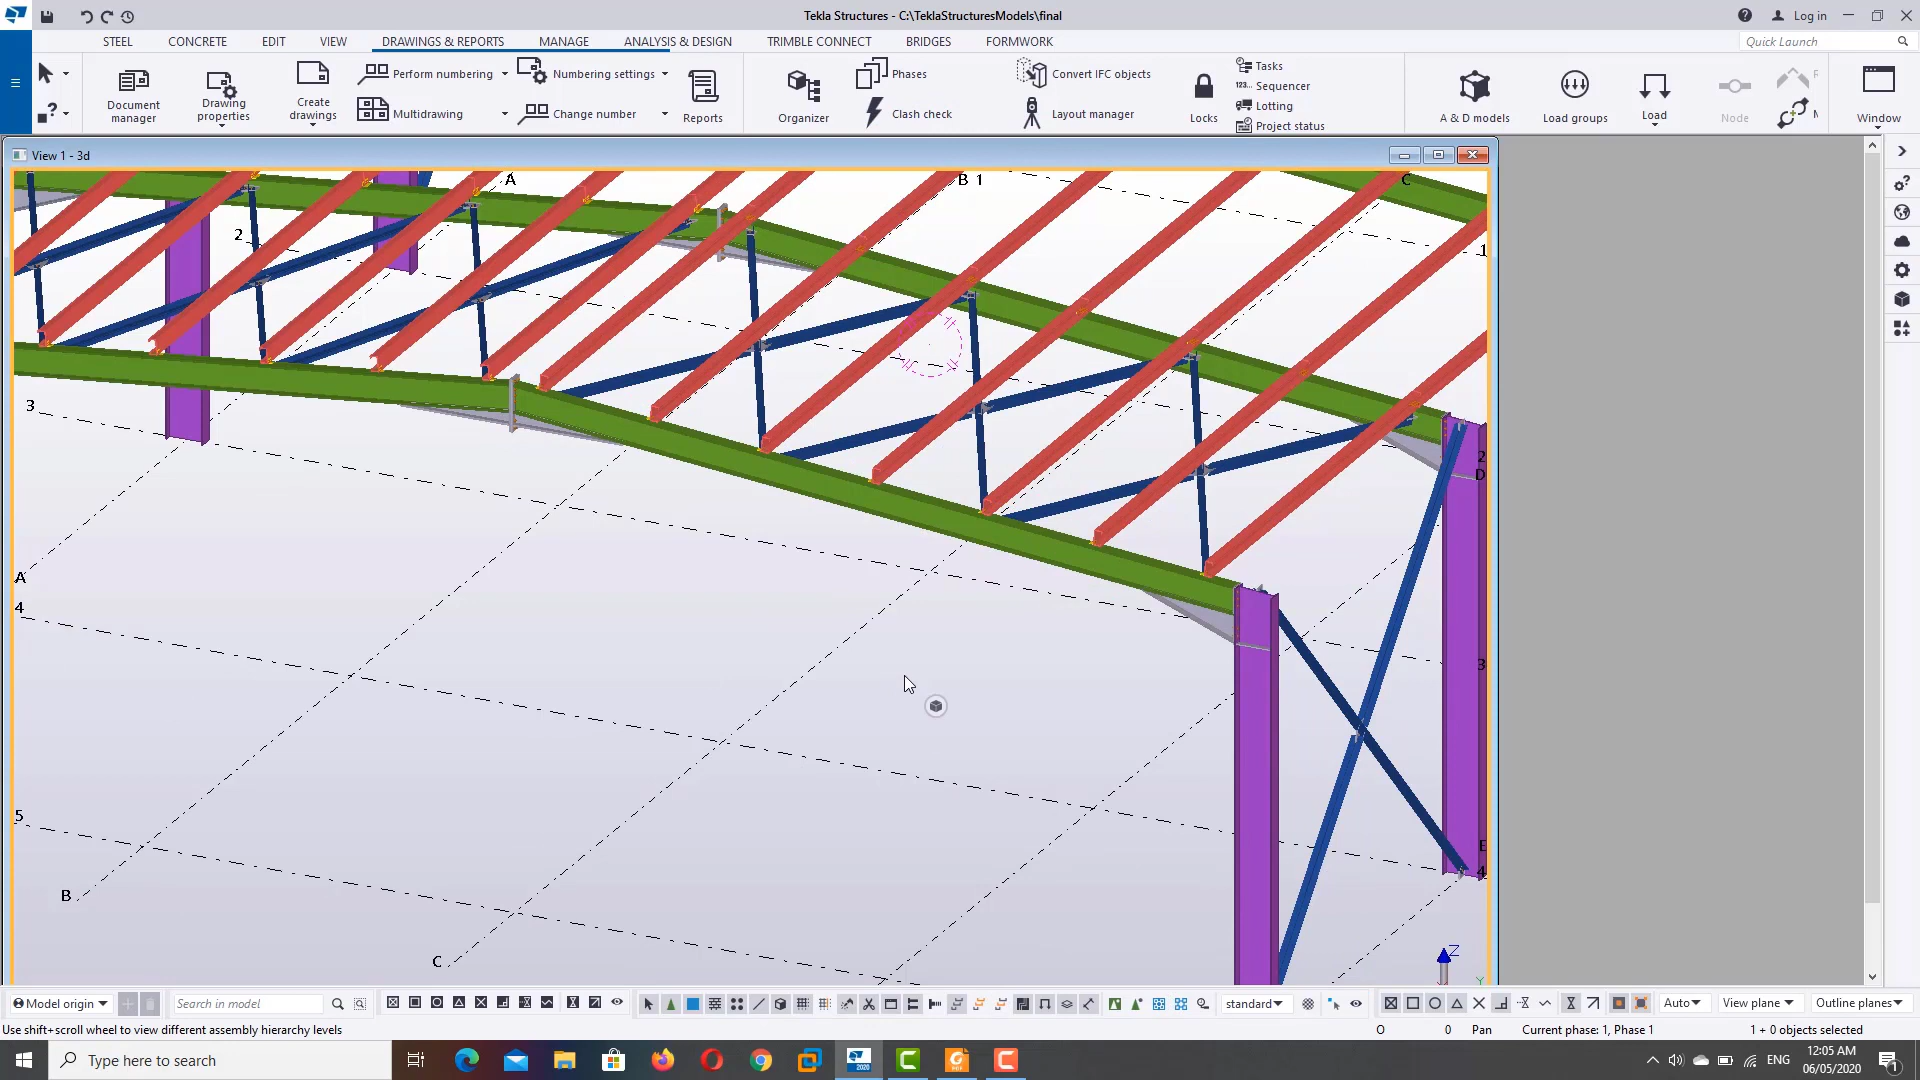 Tekla Structures - C:\TeklaStructuresModels\final
Log in
STEEL CONCRETE EDIT VIEW DRAWINGS & REPORTS MANAGE ANALYSIS & DESIGN TRIMBLE CONNECT BRIDGES FORMWORK
Quick Launch
Document manager
Drawing properties
Create drawings
Perform numbering
Multidrawing
Numbering settings
Change number
Reports
Organizer
Phases
Clash check
Convert IFC objects
Layout manager
Locks
Tasks
123... Sequencer
Lotting
Project status
A & D models
Load groups
Load
Node
Window
View 1 - 3d
A
B 1
C
2
1
3
2
D
A
4
3
5
E
4
B
C
Z
Y
Model origin
Search in model
standard
Auto
View plane
Outline planes
Use shift+scroll wheel to view different assembly hierarchy levels
O 0 Pan Current phase: 1, Phase 1 1 + 0 objects selected
Type here to search
2020
ENG
12:05 AM
06/05/2020
1